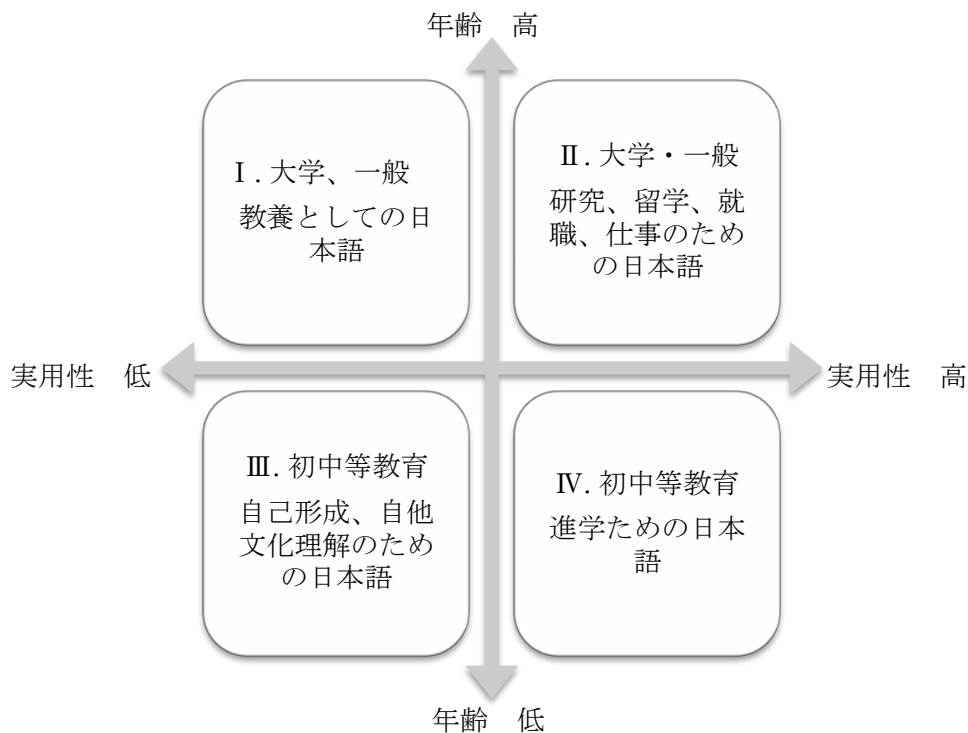 年齢　高
Ⅰ. 大学、一般
教養としての日
本語
Ⅱ. 大学・一般
研究、留学、就
職、仕事のため
の日本語
実用性　低
実用性　高
Ⅲ. 初中等教育
自己形成、自他
文化理解のため
の日本語
Ⅳ. 初中等教育
進学ための日本
語
年齢　低